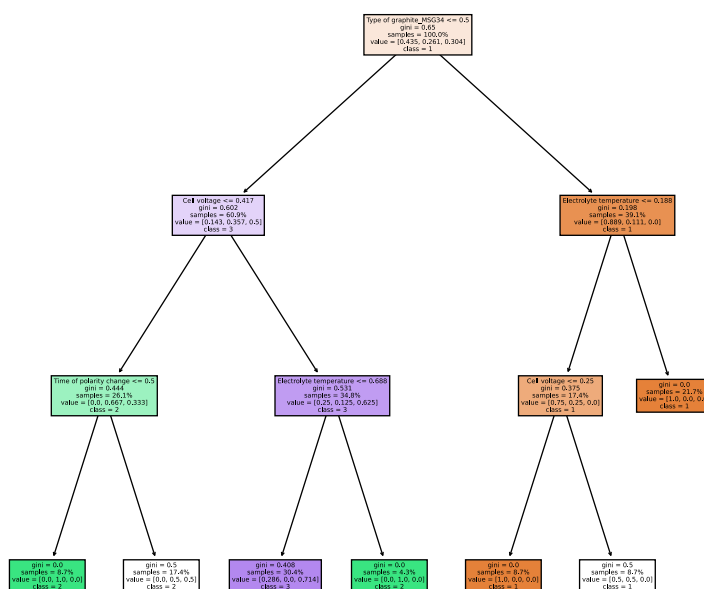 Type of graphite_MSG34 <= 0.5
gini = 0.65
samples = 100.0%
value = [0.435, 0.261, 0.304]
class = 1
Cell voltage <= 0.417
gini = 0.602
samples = 60.9%
value = [0.143, 0.357, 0.5]
class = 3
Electrolyte temperature <= 0.188
gini = 0.198
samples = 39.1%
value = [0.889, 0.111, 0.0]
class = 1
Time of polarity change <= 0.5
gini = 0.444
samples = 26.1%
value = [0.0, 0.667, 0.333]
class = 2
Electrolyte temperature <= 0.688
gini = 0.531
samples = 34.8%
value = [0.25, 0.125, 0.625]
class = 3
Cell voltage <= 0.25
gini = 0.375
samples = 17.4%
value = [0.75, 0.25, 0.0]
class = 1
gini = 0.0
samples = 21.7%
value = [1.0, 0.0, 0.0]
class = 1
gini = 0.0
samples = 8.7%
value = [0.0, 1.0, 0.0]
class = 2
gini = 0.5
samples = 17.4%
value = [0.0, 0.5, 0.5]
class = 2
gini = 0.408
samples = 30.4%
value = [0.286, 0.0, 0.714]
class = 3
gini = 0.0
samples = 4.3%
value = [0.0, 1.0, 0.0]
class = 2
gini = 0.0
samples = 8.7%
value = [1.0, 0.0, 0.0]
class = 1
gini = 0.5
samples = 8.7%
value = [0.5, 0.5, 0.0]
class = 1